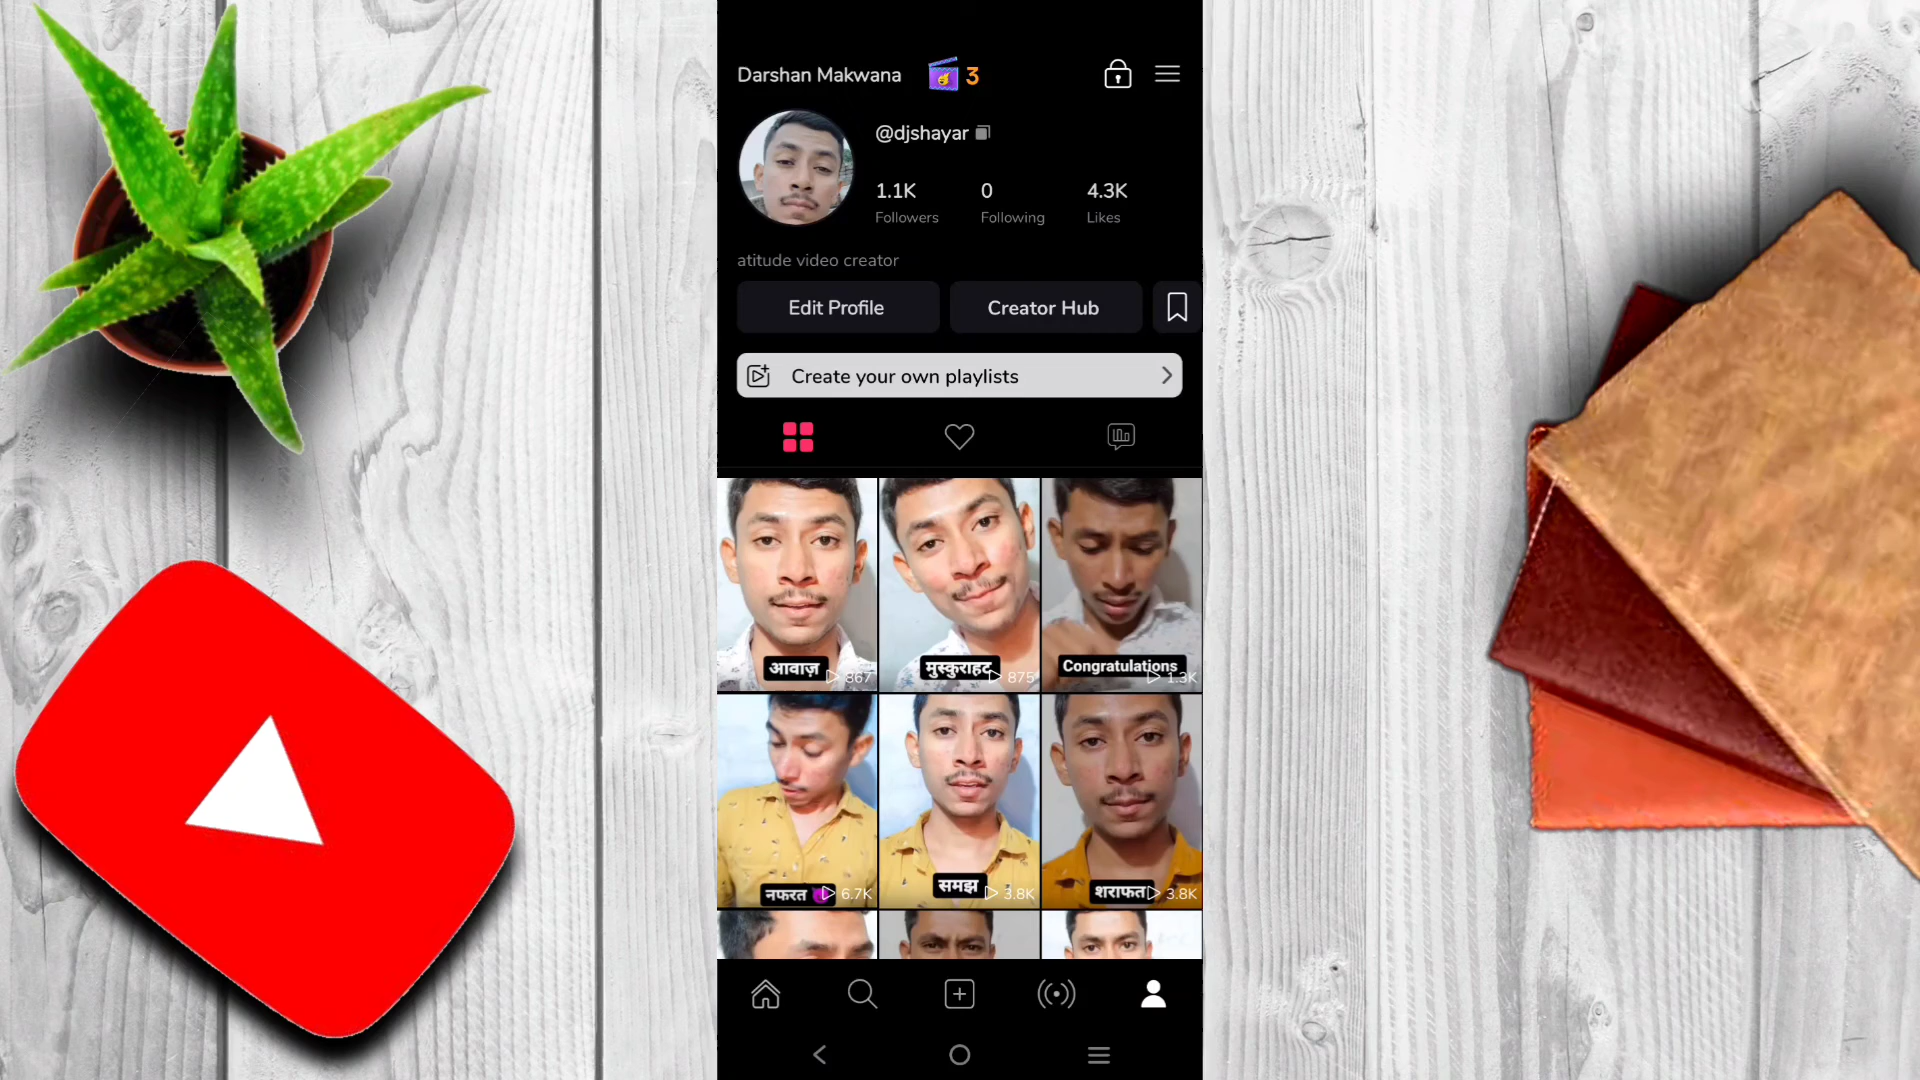 Darshan Makwana 3
@djshayar
1.1K 0 4.3K
Followers Following Likes
atitude video creator
Edit Profile Creator Hub
Create your own playlists
आवाज़ मुस्कुराहट Congratulations
867 875 1.3K
नफरत समझ शराफत
6.7K 3.8K 3.8K